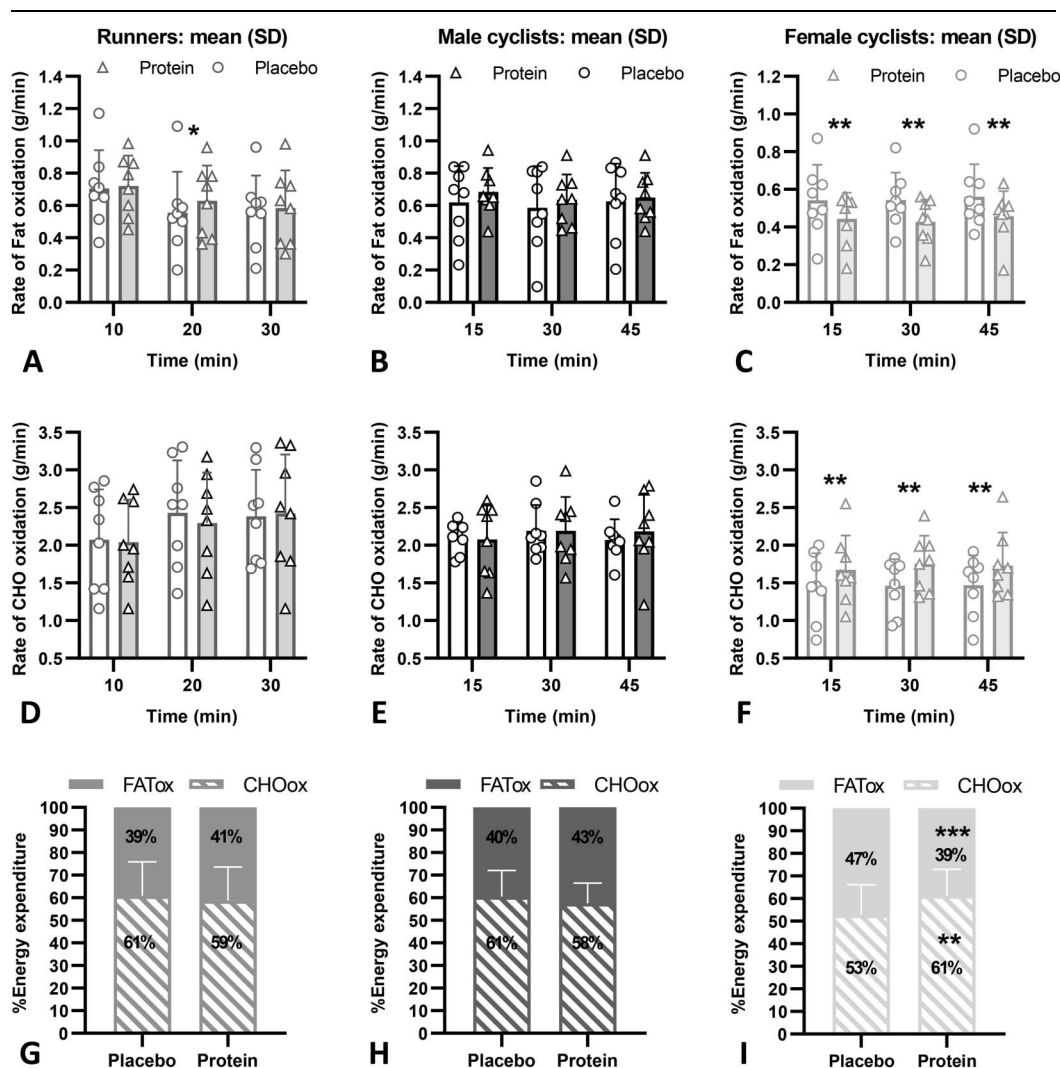 Runners: mean (SD)
Protein
Placebo
Rate of Fat oxidation (g/min)
1.4
1.2
1.0
0.8
0.6
0.4
0.2
0.0
*
10
20
30
Time (min)
A
Male cyclists: mean (SD)
Protein
Placebo
Rate of Fat oxidation (g/min)
1.4
1.2
1.0
0.8
0.6
0.4
0.2
0.0
15
30
45
Time (min)
B
Female cyclists: mean (SD)
Protein
Placebo
Rate of Fat oxidation (g/min)
1.2
1.0
0.8
0.6
0.4
0.2
0.0
**
**
**
15
30
45
Time (min)
C
Rate of CHO oxidation (g/min)
3.5
3.0
2.5
2.0
1.5
1.0
0.5
10
20
30
Time (min)
D
Rate of CHO oxidation (g/min)
3.5
3.0
2.5
2.0
1.5
1.0
0.5
15
30
45
Time (min)
E
Rate of CHO oxidation (g/min)
3.5
3.0
2.5
2.0
1.5
1.0
0.5
**
**
**
15
30
45
Time (min)
F
FATox
CHOox
%Energy expenditure
100
90
80
70
60
50
40
30
20
10
0
39%
41%
61%
59%
Placebo
Protein
G
FATox
CHOox
%Energy expenditure
100
90
80
70
60
50
40
30
20
10
0
40%
43%
61%
58%
Placebo
Protein
H
FATox
CHOox
%Energy expenditure
100
90
80
70
60
50
40
30
20
10
0
***
47%
39%
**
53%
61%
Placebo
Protein
I